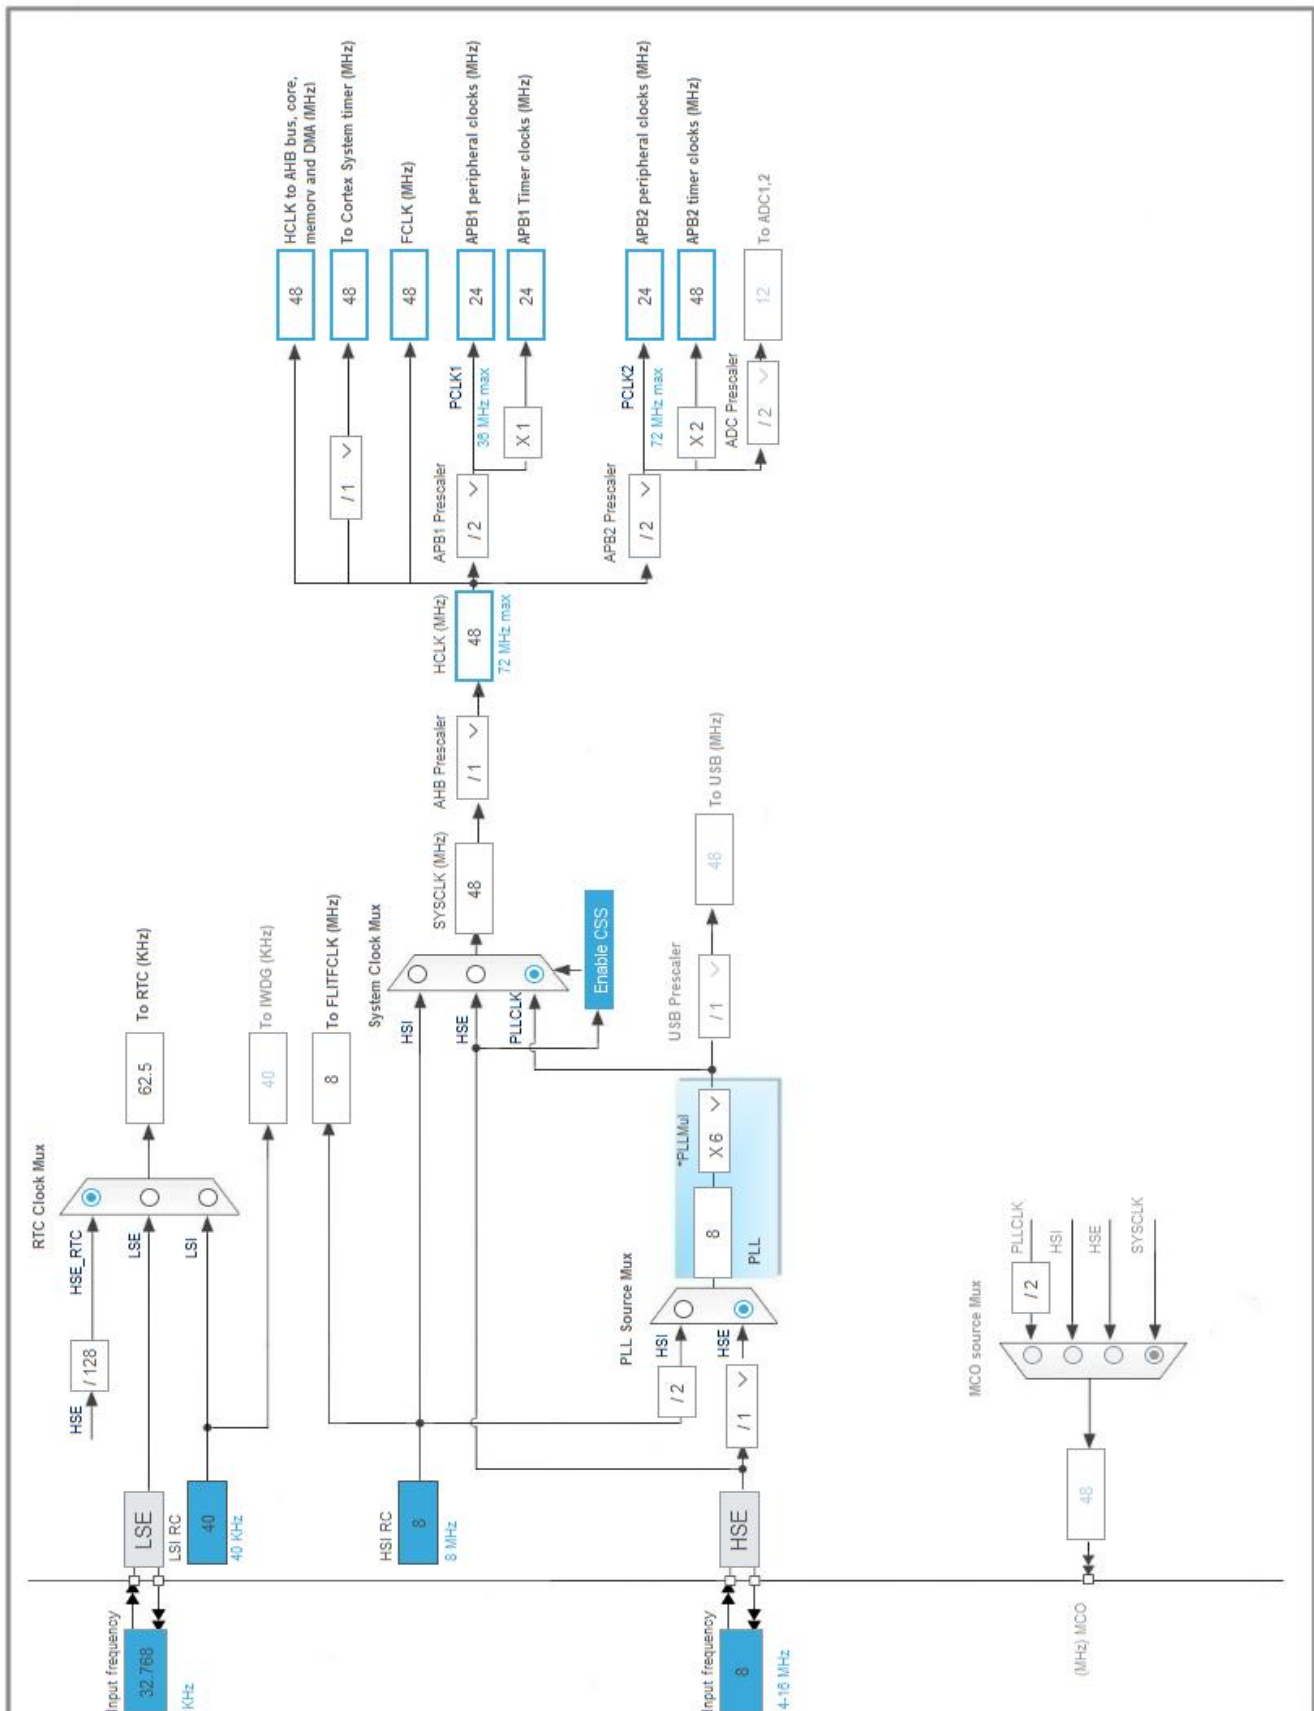 RTC Clock Mux
HSE
/ 128
HSE_RTC
LSE
LSI
62.5
To RTC (KHz)
Input frequency
32.768
KHz
LSE
LSI RC
40
40 KHz
40
To IWDG (KHz)
8
To FLITFCLK (MHz)
HSI RC
8
8 MHz
System Clock Mux
HSI
HSE
PLLCLK
Enable CSS
SYSCLK (MHz)
48
AHB Prescaler
/ 1
HCLK (MHz)
48
72 MHz max
48
HCLK to AHB bus, core,
memory and DMA (MHz)
/ 1
48
To Cortex System timer (MHz)
48
FCLK (MHz)
APB1 Prescaler
/ 2
PCLK1
36 MHz max
24
APB1 peripheral clocks (MHz)
X 1
24
APB1 Timer clocks (MHz)
APB2 Prescaler
/ 2
PCLK2
72 MHz max
24
APB2 peripheral clocks (MHz)
X 2
48
APB2 timer clocks (MHz)
ADC Prescaler
/ 2
12
To ADC1,2
PLL Source Mux
/ 2
HSI
HSE
/ 1
8
PLL
*PLLMul
X 6
USB Prescaler
/ 1
48
To USB (MHz)
Input frequency
8
4-16 MHz
HSE
MCO source Mux
/ 2
PLLCLK
HSI
HSE
SYSCLK
48
(MHz) MCO